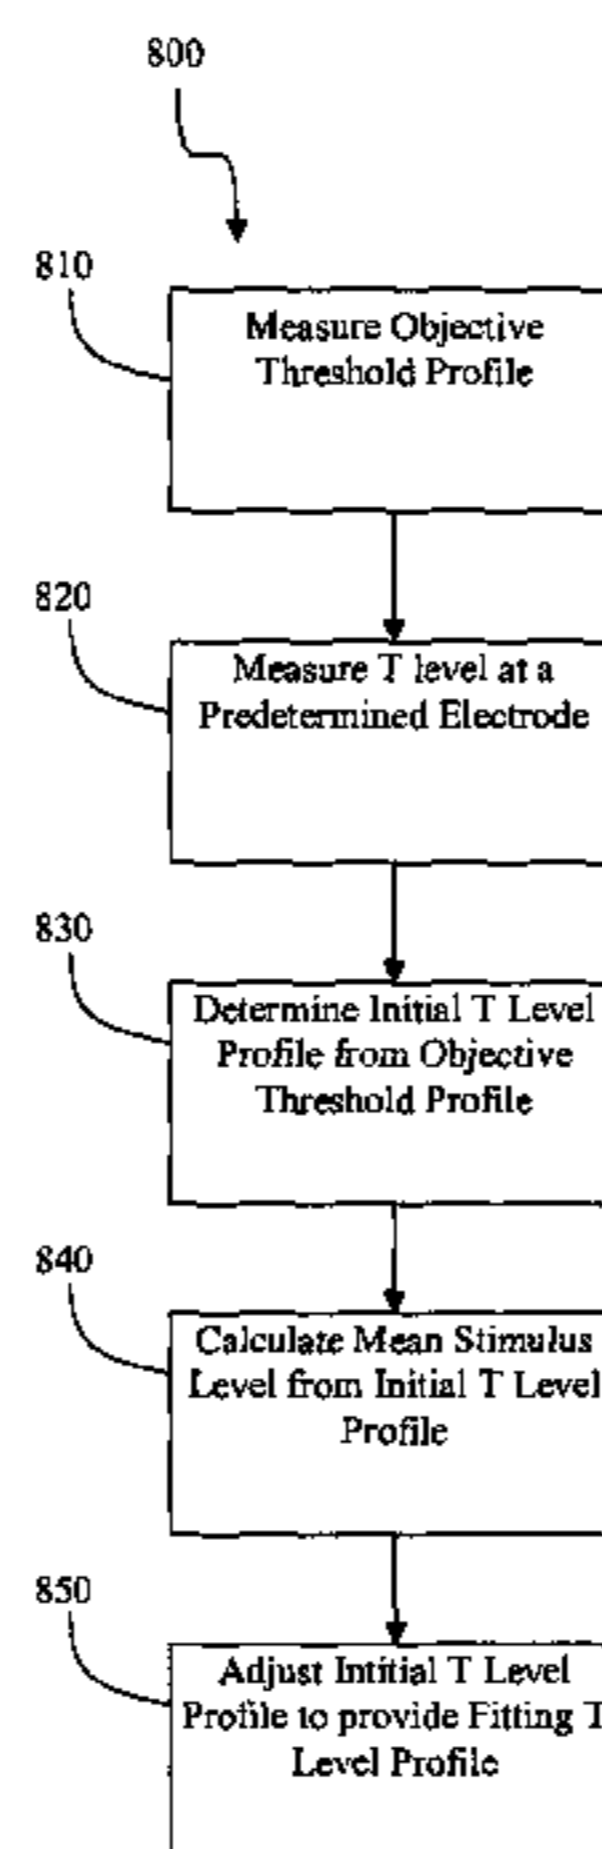 800
810
Measure Objective
Threshold Profile
820
Measure T level at a
Predetermined Electrode
830
Determine Initial T Level
Profile from Objective
Threshold Profile
840
Calculate Mean Stimulus
Level from Initial T Level
Profile
850
Adjust Intitial T Level
Profile to provide Fitting T
Level Profile